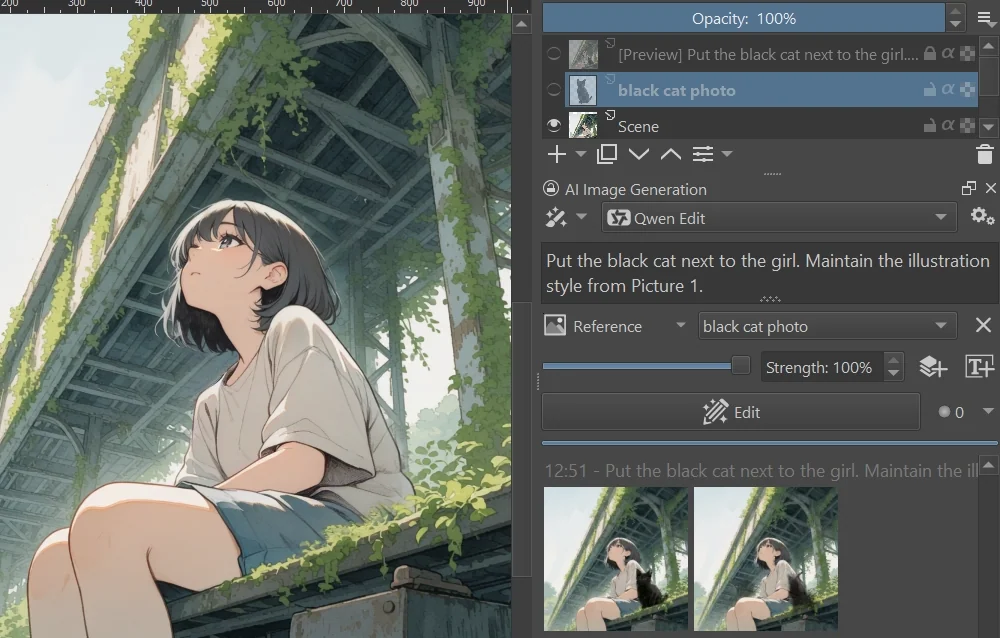 200 300 400 500 600 700 800 900
Opacity: 100%
[Preview] Put the black cat next to the girl....
black cat photo
Scene
AI Image Generation
Qwen Edit
Put the black cat next to the girl. Maintain the illustration
style from Picture 1.
Reference
black cat photo
Strength: 100%
Edit
0
12:51 - Put the black cat next to the girl. Maintain the ill